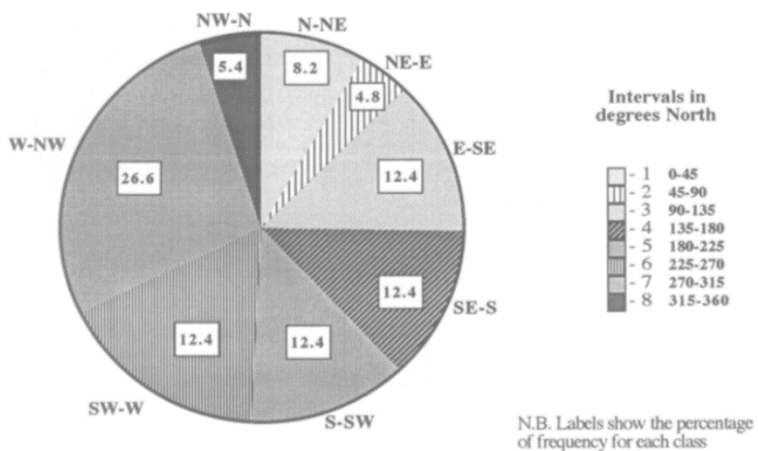 NW-N
N-NE
NE-E
E-SE
SE-S
S-SW
SW-W
W-NW
5.4
8.2
4.8
12.4
12.4
12.4
12.4
26.6
Intervals in
degrees North
- 1 0-45
- 2 45-90
- 3 90-135
- 4 135-180
- 5 180-225
- 6 225-270
- 7 270-315
- 8 315-360
N.B. Labels show the percentage
of frequency for each class